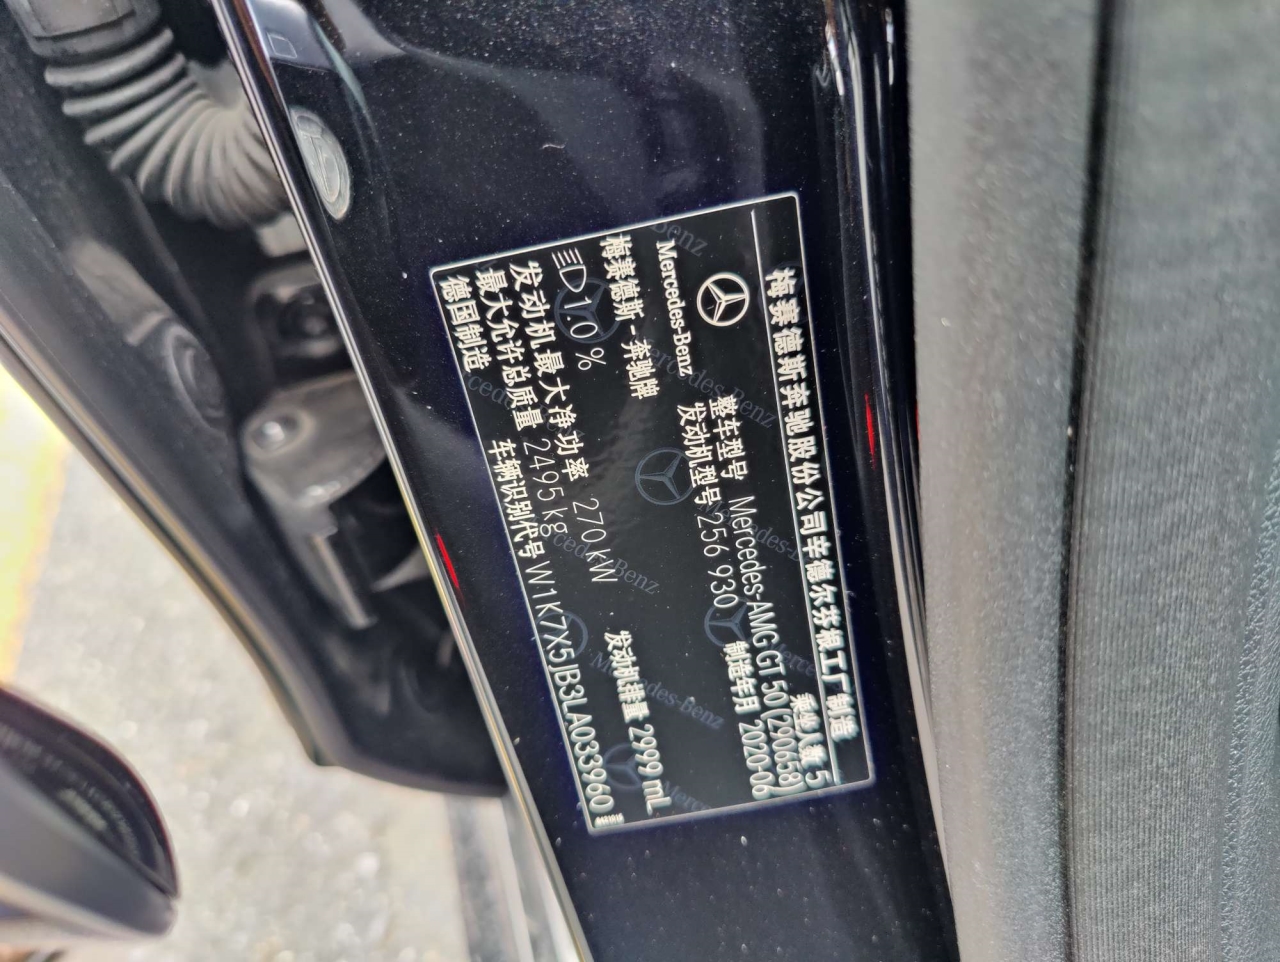 梅赛德斯奔驰股份公司辛德尔芬根工厂制造
乘坐人数 5
Mercedes-Benz
整车型号 Mercedes-AMG GT 50 (290658)
发动机型号 256 930 制造年月 2020-06
梅赛德斯-奔驰牌
1.0 % 发动机排量 2999 mL
发动机最大净功率 270 kW
最大允许总质量 2495 kg
车辆识别代号 W1K7X5JB3LA033960
德国制造